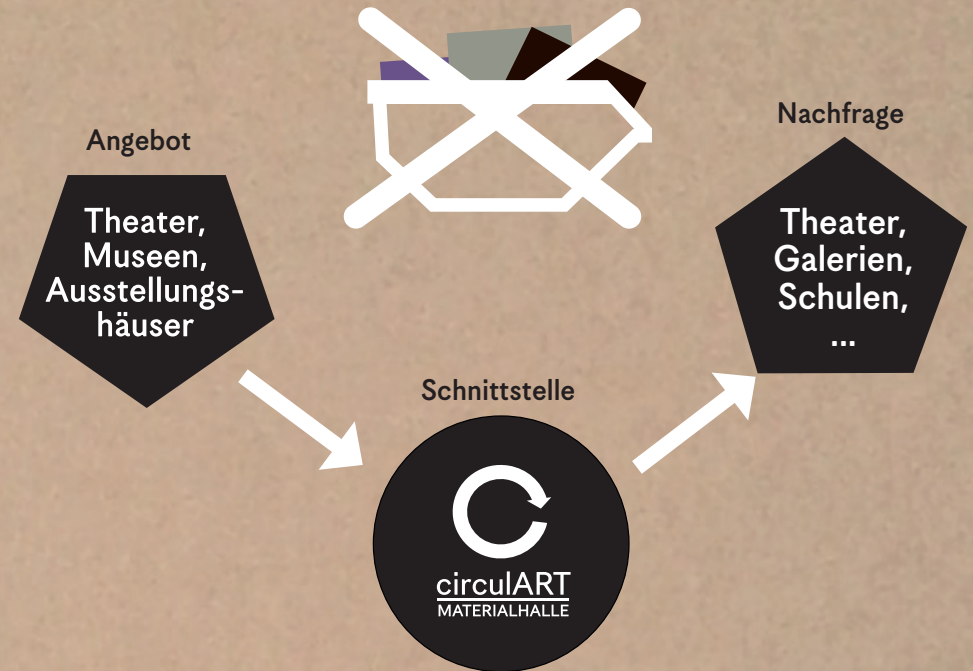 Angebot
Theater,
Museen,
Ausstellungs-
häuser
Nachfrage
Theater,
Galerien,
Schulen,
...
Schnittstelle
circulART
MATERIALHALLE